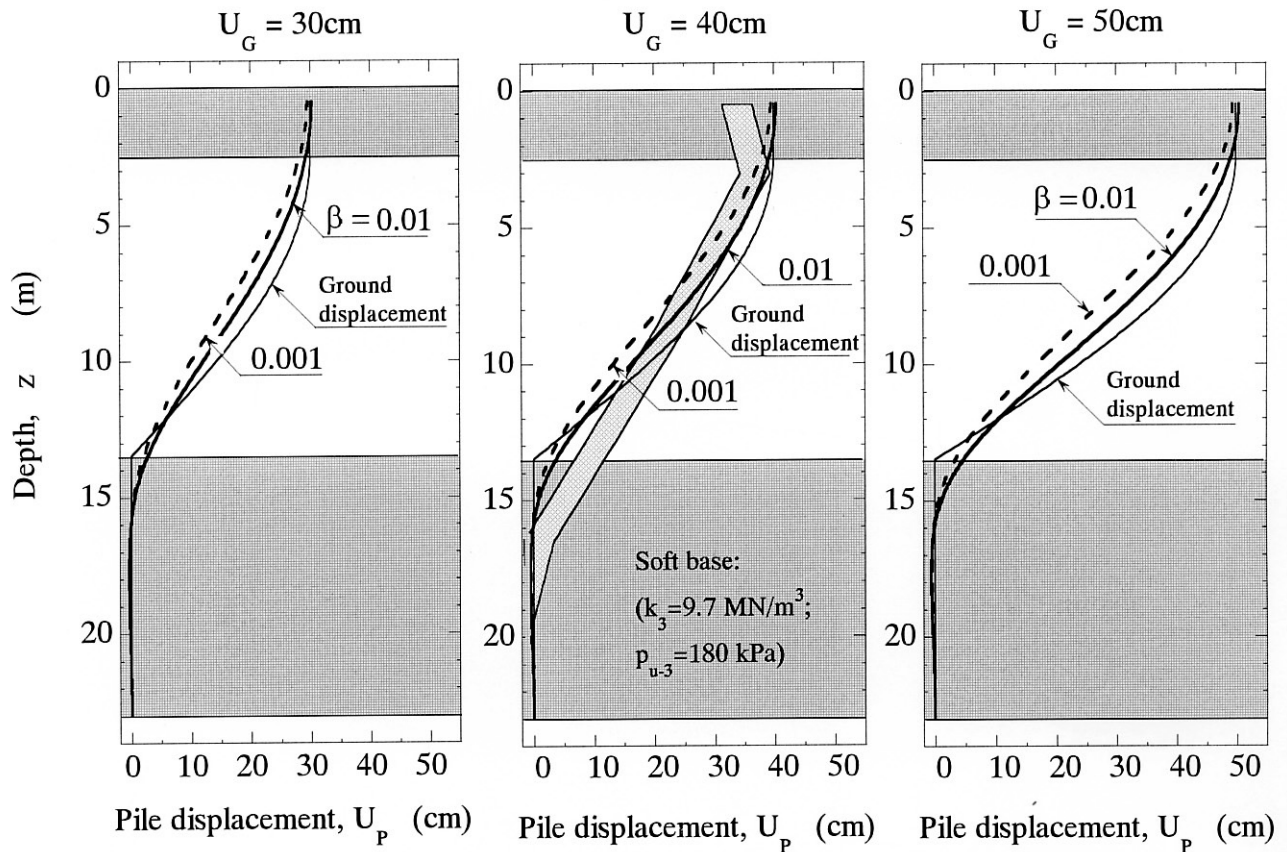 U_G = 30cm
U_G = 40cm
U_G = 50cm
Depth, z (m)
0
5
10
15
20
β = 0.01
Ground
displacement
0.001
0 10 20 30 40 50
Pile displacement, U_P (cm)
0
5
10
15
20
0.01
Ground
displacement
0.001
Soft base:
(k_3=9.7 MN/m^3;
p_u-3=180 kPa)
0 10 20 30 40 50
Pile displacement, U_P (cm)
0
5
10
15
20
β = 0.01
0.001
Ground
displacement
0 10 20 30 40 50
Pile displacement, U_P (cm)